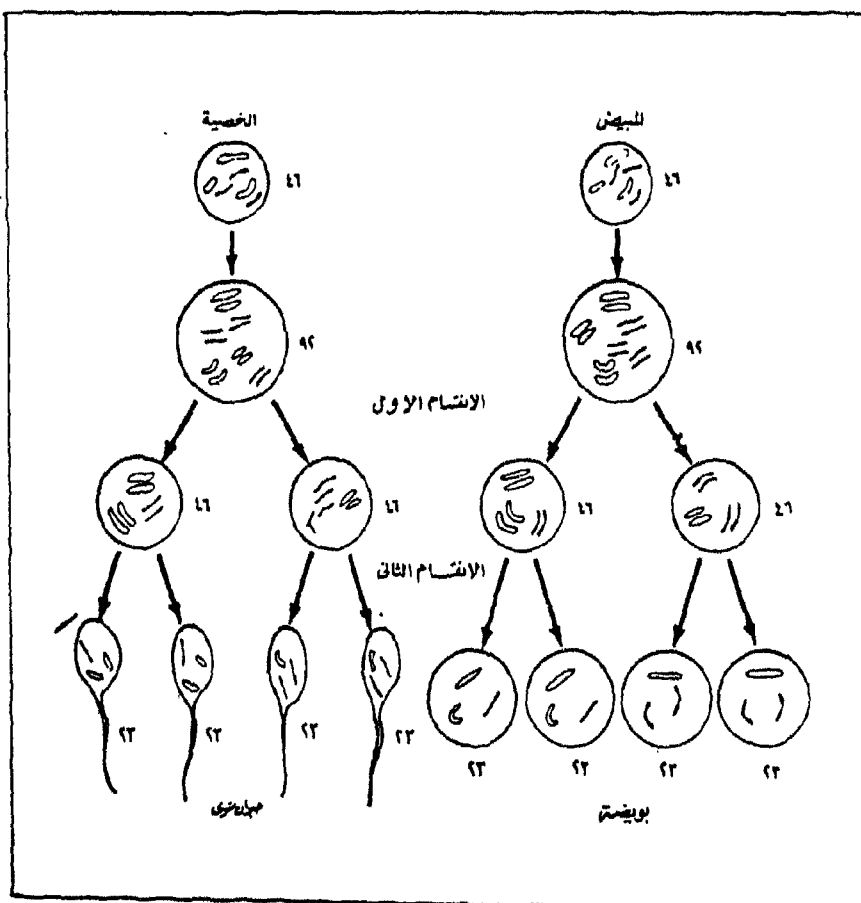 المبيض
الخصية
٤٦
٤٦
٩٢
٩٢
الانقسام الاول
٤٦
٤٦
٤٦
٤٦
الانقسام الثانى
٢٣
٢٣
٢٣
٢٣
٢٣
٢٣
٢٣
٢٣
بويضة
حيوان منوى